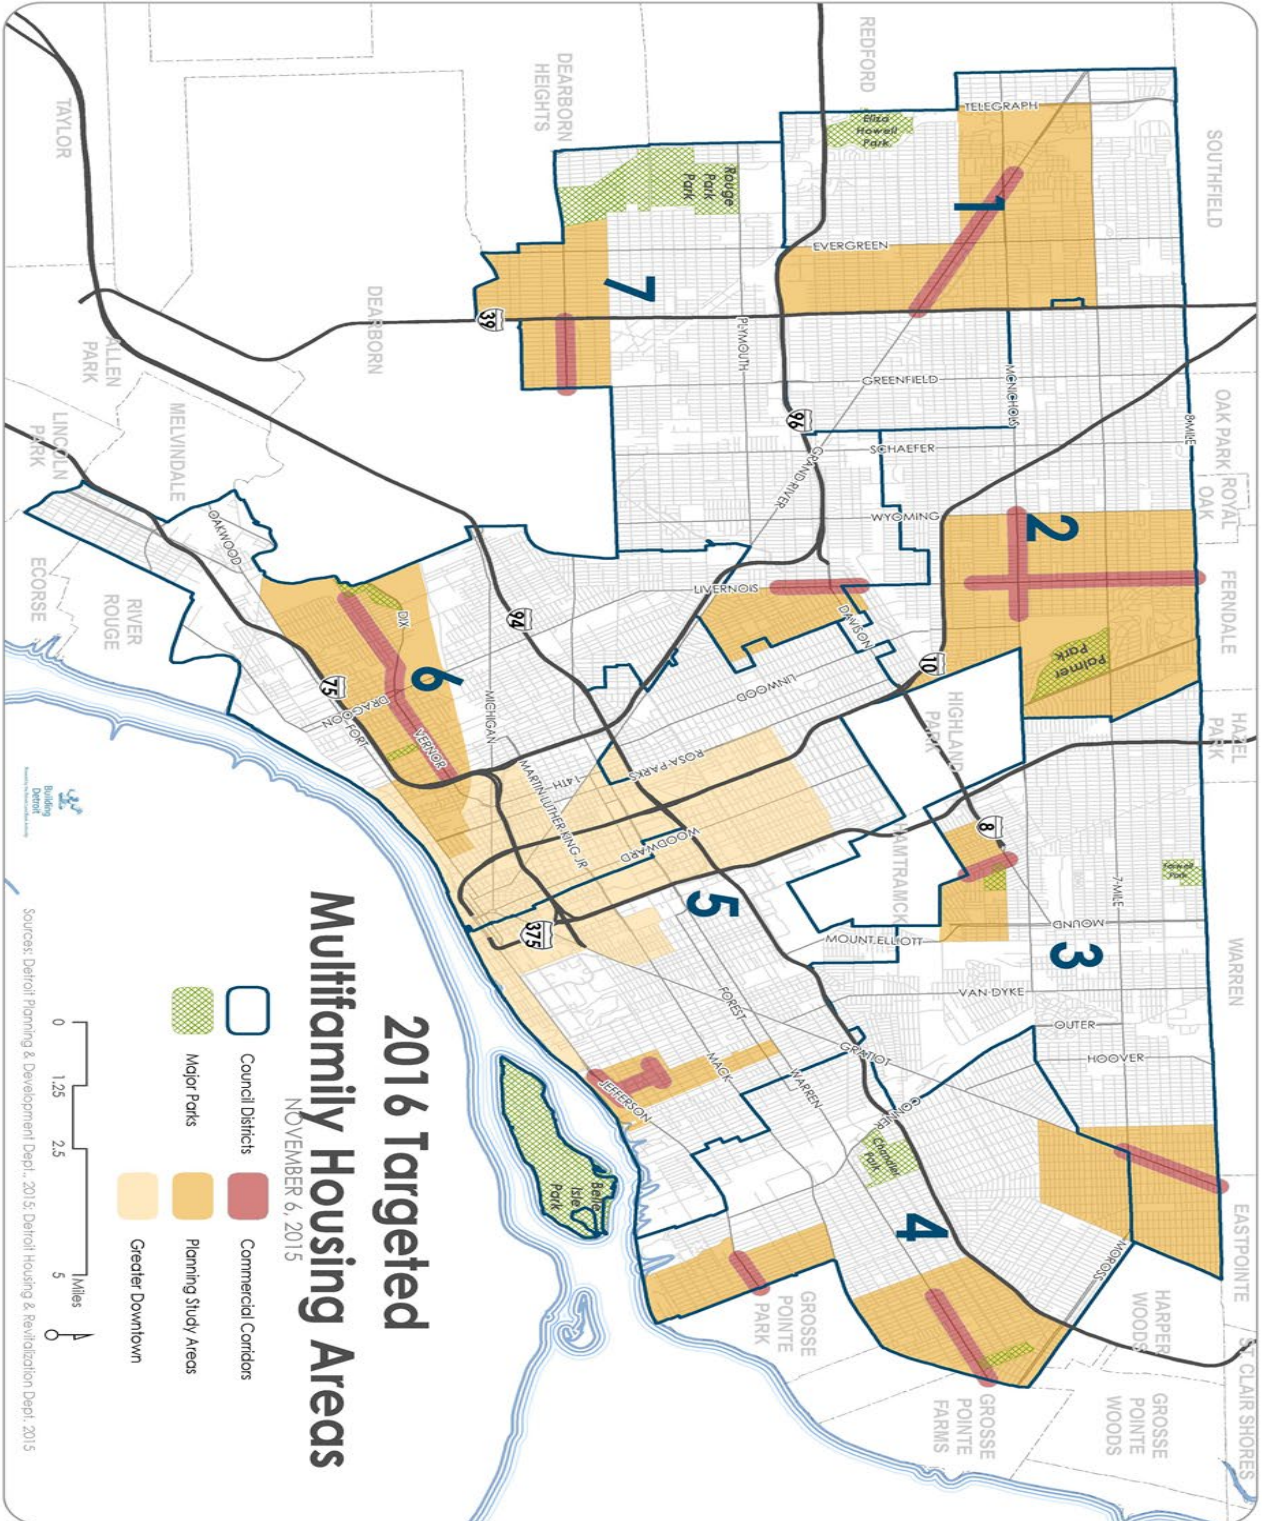 2016 Targeted
Multifamily Housing Areas
NOVEMBER 6, 2015
Council Districts
Major Parks
Commercial Corridors
Planning Study Areas
Greater Downtown
0
1.25
2.5
5
Miles
Sources: Detroit Planning & Development Dept., 2015; Detroit Housing & Revitalization Dept. 2015
Building
Detroit
SOUTHFIELD
OAK PARK
ROYAL
OAK
FERNDALE
HAZEL
PARK
WARREN
EASTPOINTE
ST CLAIR SHORES
REDFORD
TELEGRAPH
Eliza
Howell
Park
1
EVERGREEN
8 MILE
MCNICHOLS
GREENFIELD
SCHAEFER
WYOMING
2
Palmer
Park
10
HIGHLAND
PARK
8
7-MILE
MOUND
3
VAN DYKE
OUTER
HOOVER
MOROSS
HARPER
WOODS
GROSSE
POINTE
WOODS
GROSSE
POINTE
FARMS
GROSSE
POINTE
PARK
4
Chandler
Park
CONNER
GRATIOT
HAMTRAMCK
MOUNT ELLIOTT
5
FOREST
WARREN
MACK
JEFFERSON
Belle
Isle
Park
375
WOODWARD
ROSA PARKS
14TH
MARTIN LUTHER KING JR
LINWOOD
DAVISON
LIVERNOIS
GRAND RIVER
96
PLYMOUTH
DEARBORN
HEIGHTS
Rouge
Park
Park
7
39
DEARBORN
94
MICHIGAN
6
VERNOR
DIX
DRAGOON
FORT
75
OAKWOOD
TAYLOR
ALLEN
PARK
MELVINDALE
LINCOLN
PARK
ECORSE
RIVER
ROUGE